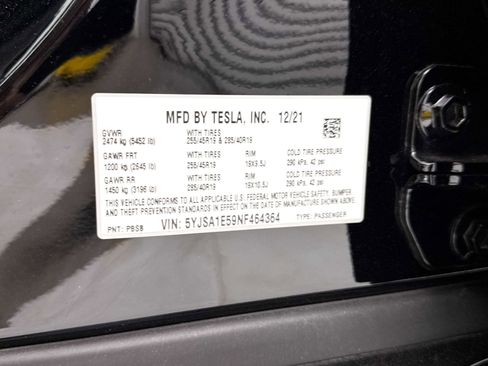 MFD BY TESLA, INC. 12/21
GVWR WITH TIRES
2474 kg (5452 lb) 255/45R19 & 285/40R19
GAWR FRT WITH TIRES RIM COLD TIRE PRESSURE
1200 kg (2645 lb) 255/45R19 19X9.5J 290 kPa, 42 psi
GAWR RR WITH TIRES RIM COLD TIRE PRESSURE
1450 kg (3196 lb) 285/40R19 19X10.5J 290 kPa, 42 psi
THIS VEHICLE CONFORMS TO ALL APPLICABLE U.S. FEDERAL MOTOR VEHICLE SAFETY, BUMPER,
AND THEFT PREVENTION STANDARDS IN EFFECT ON THE DATE OF MANUFACTURE SHOWN ABOVE.
PNT: PBSB VIN: 5YJSA1E59NF464364 TYPE: PASSENGER